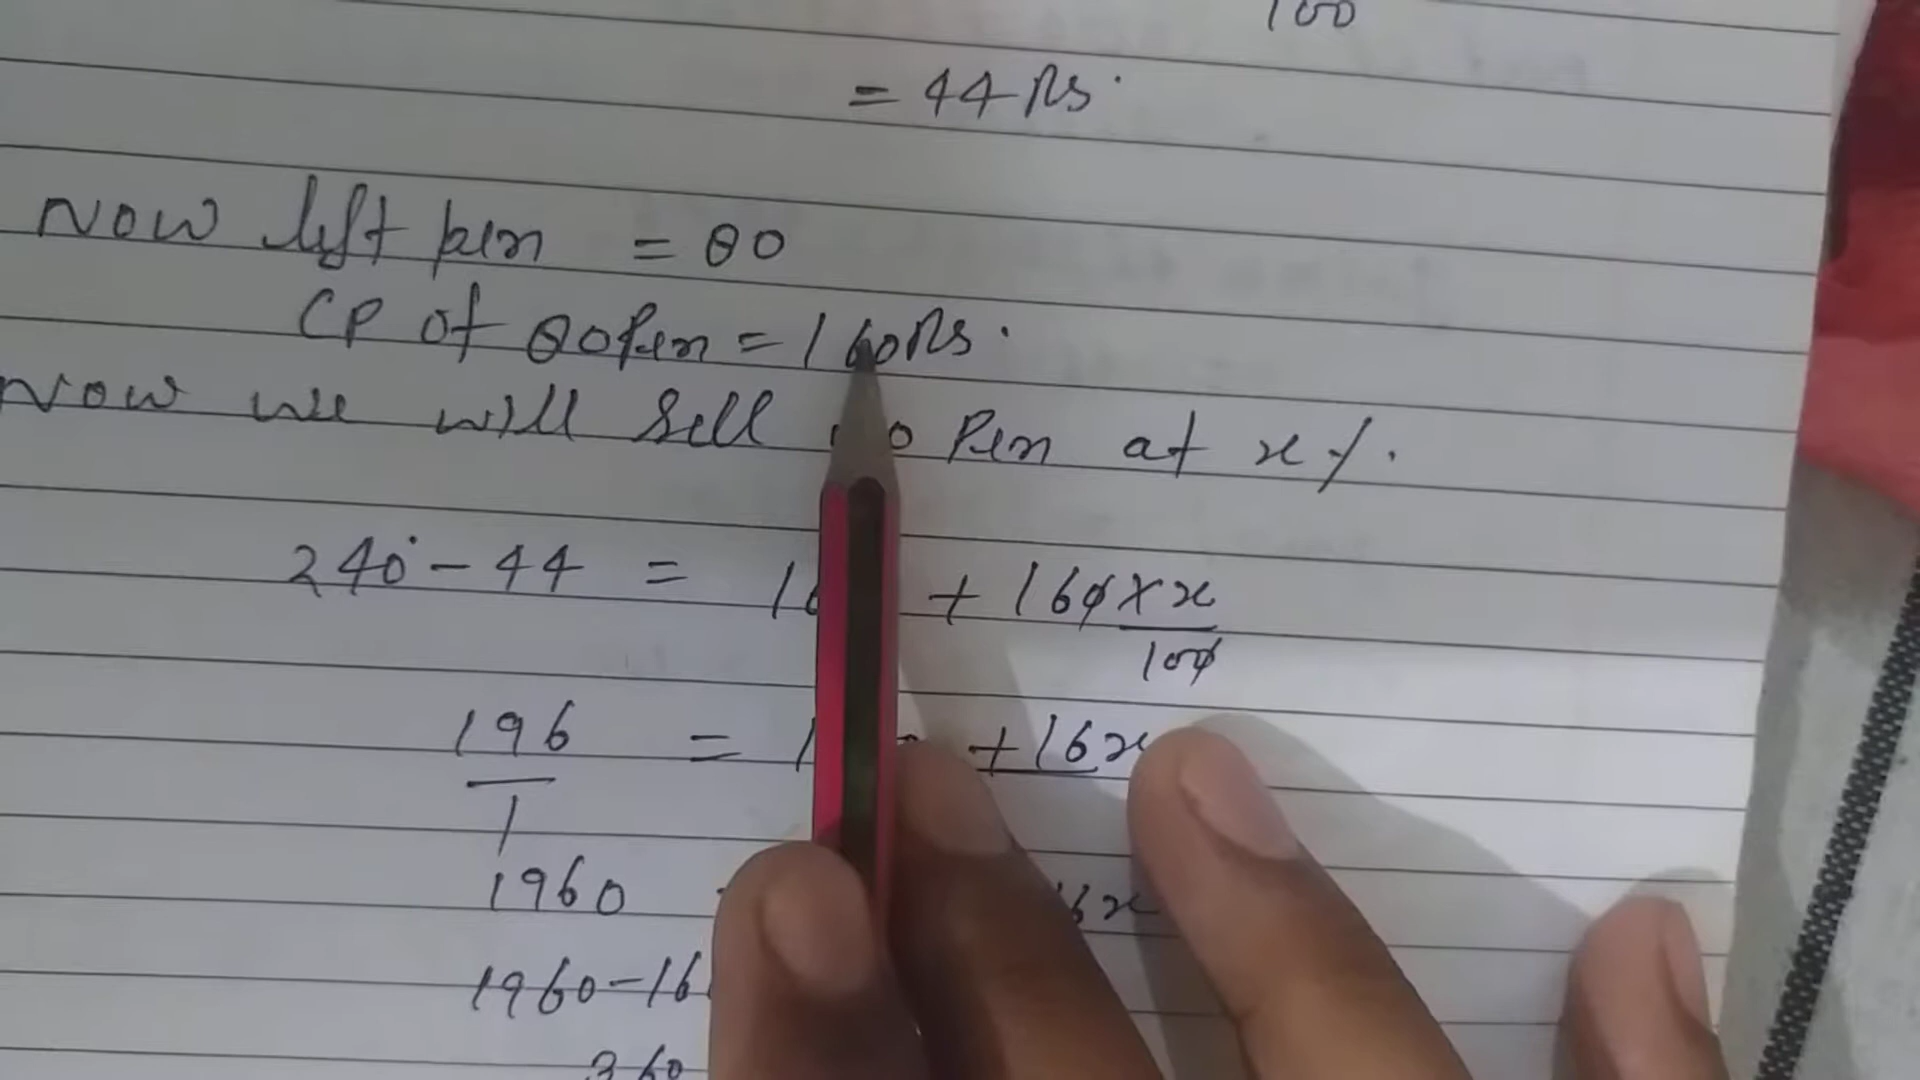 100
= 44 Rs.
Now left pen = 80
CP of 80 Pen = 160 Rs.
Now we will sell Pen at x%.
240 - 44 = + 160 × x
100
196 = + 16x
1
1960
1960 - 16
360